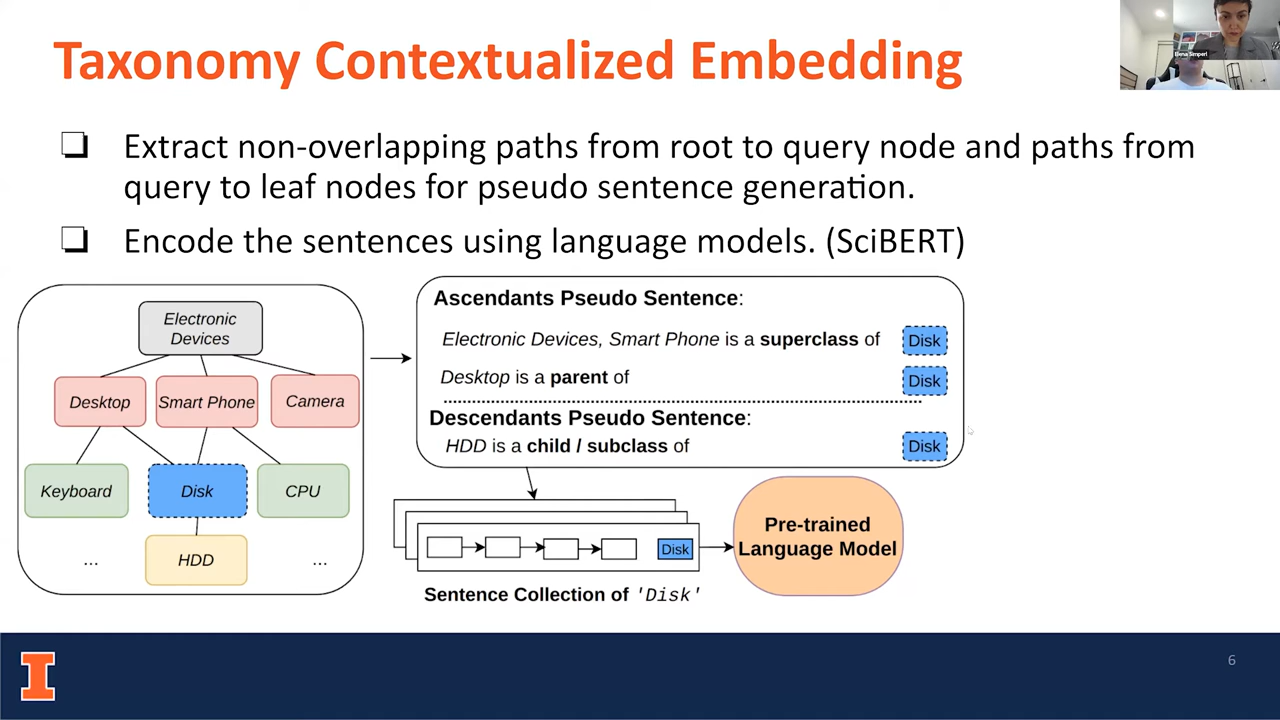 Taxonomy Contextualized Embedding
Elena Simperl
❏ Extract non-overlapping paths from root to query node and paths from
query to leaf nodes for pseudo sentence generation.
❏ Encode the sentences using language models. (SciBERT)
Electronic
Devices
Desktop
Smart Phone
Camera
Keyboard
Disk
CPU
...
HDD
...
Ascendants Pseudo Sentence:
Electronic Devices, Smart Phone is a superclass of Disk
Desktop is a parent of Disk
Descendants Pseudo Sentence:
HDD is a child / subclass of Disk
Disk
Sentence Collection of 'Disk'
Pre-trained
Language Model
6
I